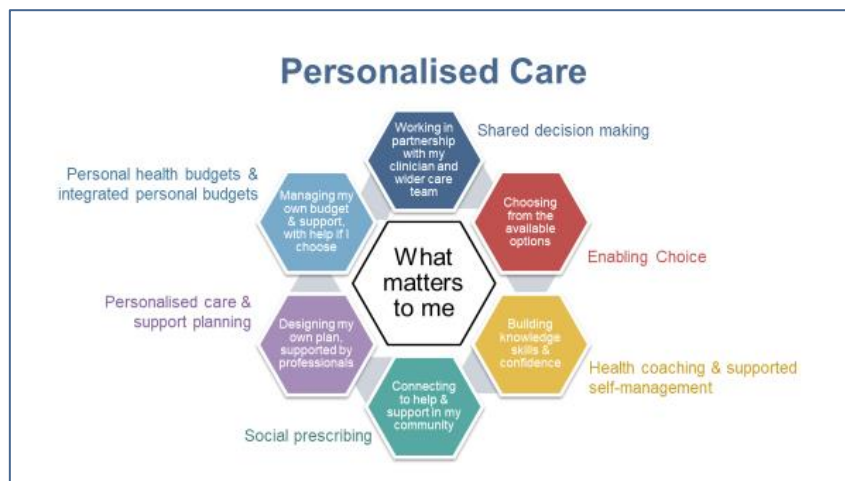 Personalised Care
Working in
partnership
with my
clinician and
wider care
team
Shared decision making
Choosing
from the
available
options
Enabling Choice
Building
knowledge
skills &
confidence
Health coaching & supported
self-management
Connecting
to help &
support in my
community
Social prescribing
Designing my
own plan,
supported by
professionals
Personalised care &
support planning
Managing my
own budget
& support,
with help if I
choose
Personal health budgets &
integrated personal budgets
What
matters
to me